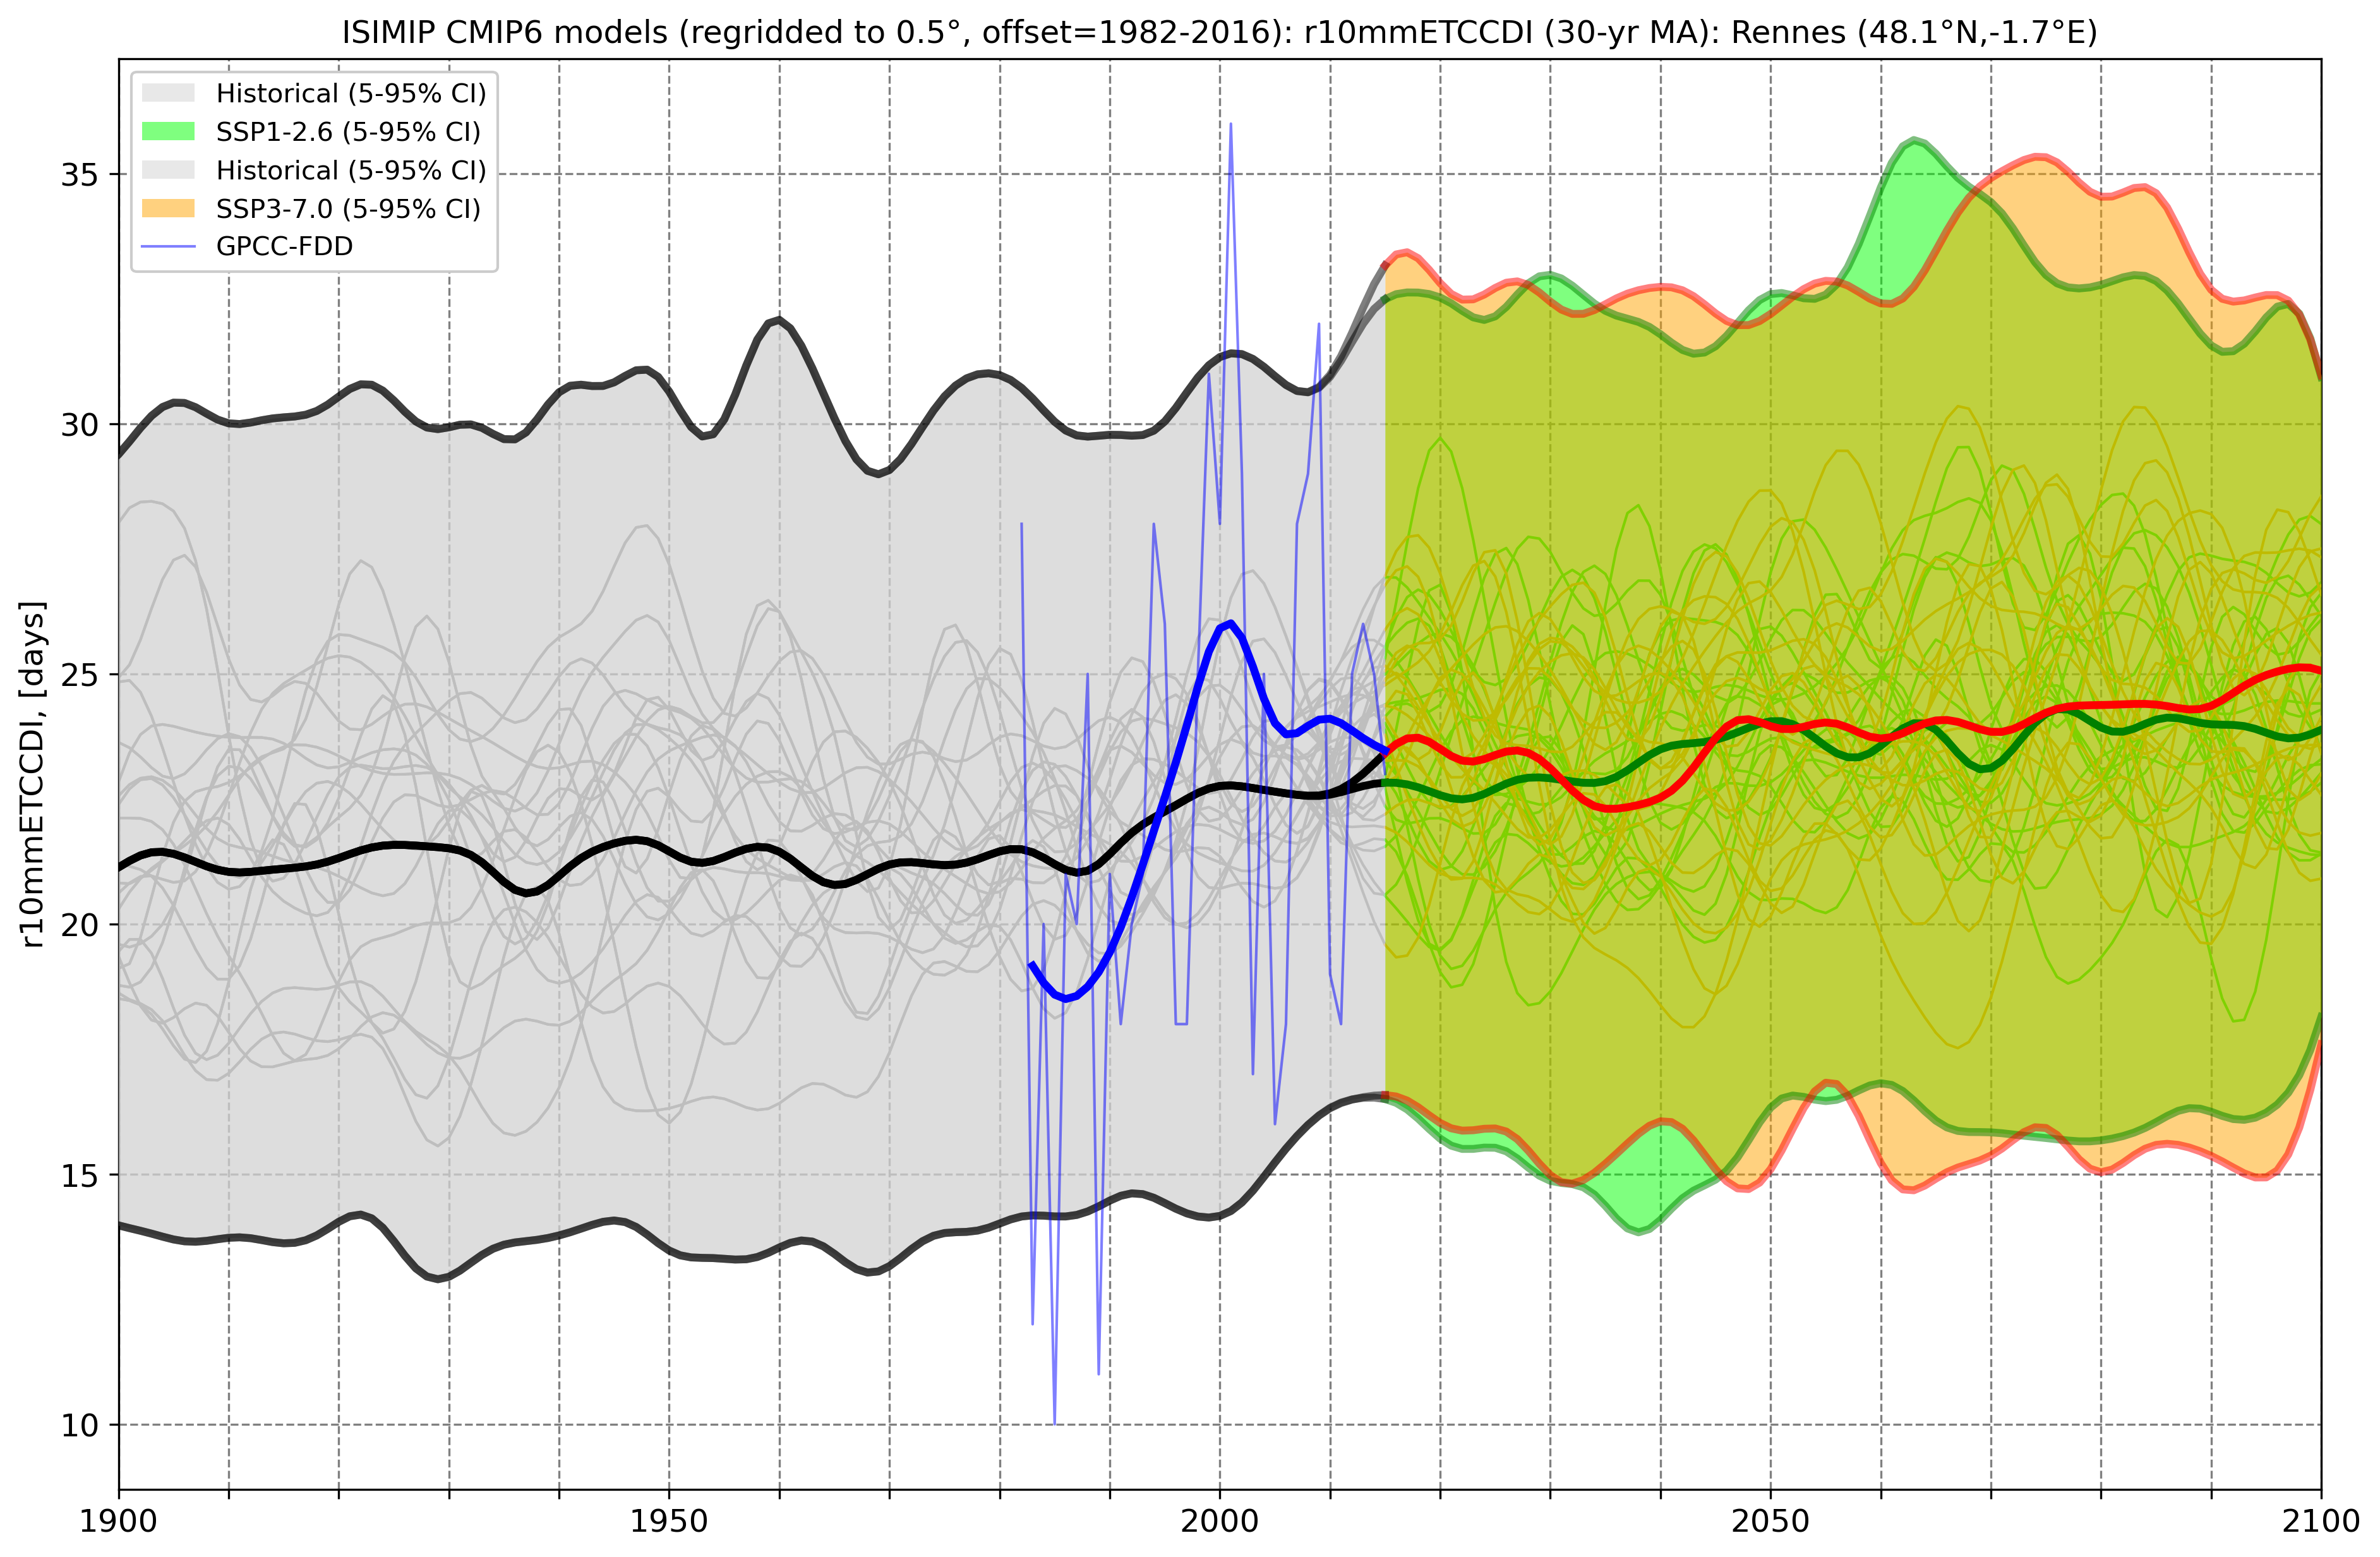 ISIMIP CMIP6 models (regridded to 0.5°, offset=1982-2016): r10mmETCCDI (30-yr MA): Rennes (48.1°N,-1.7°E)
Historical (5-95% CI)
SSP1-2.6 (5-95% CI)
Historical (5-95% CI)
SSP3-7.0 (5-95% CI)
GPCC-FDD
r10mmETCCDI, [days]
35
30
25
20
15
10
1900
1950
2000
2050
2100